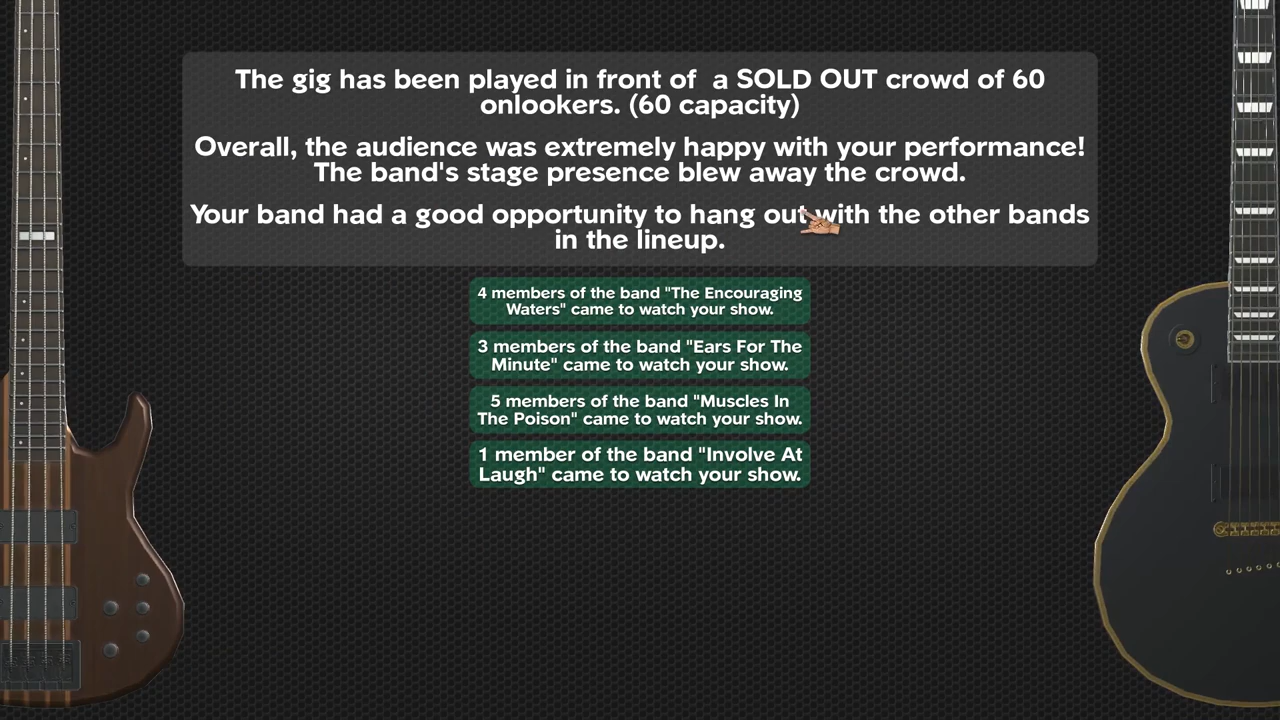 The gig has been played in front of  a SOLD OUT crowd of 60
onlookers. (60 capacity)
Overall, the audience was extremely happy with your performance!
The band's stage presence blew away the crowd.
Your band had a good opportunity to hang out with the other bands
in the lineup.
4 members of the band "The Encouraging
Waters" came to watch your show.
3 members of the band "Ears For The
Minute" came to watch your show.
5 members of the band "Muscles In
The Poison" came to watch your show.
1 member of the band "Involve At
Laugh" came to watch your show.